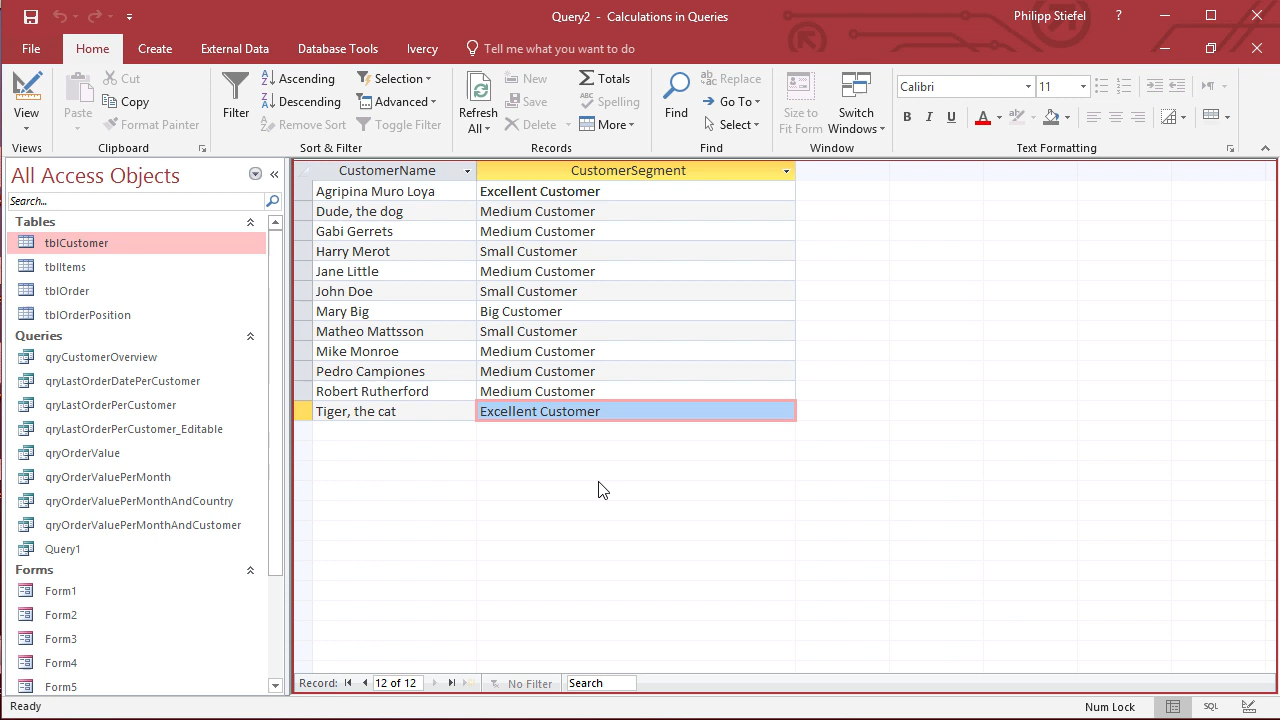 Query2 - Calculations in Queries
Philipp Stiefel
?
File
Home
Create
External Data
Database Tools
Ivercy
Tell me what you want to do
View
Views
Paste
Cut
Copy
Format Painter
Clipboard
Filter
Ascending
Descending
Remove Sort
Selection
Advanced
Sort & Filter
Refresh
All
New
Save
Delete
Totals
Spelling
More
Records
Find
Replace
Go To
Select
Find
Size to
Fit Form
Switch
Windows
Window
Calibri
11
B I U
A
Text Formatting
All Access Objects
Search...
Tables
tblCustomer
tblItems
tblOrder
tblOrderPosition
Queries
qryCustomerOverview
qryLastOrderDatePerCustomer
qryLastOrderPerCustomer
qryLastOrderPerCustomer_Editable
qryOrderValue
qryOrderValuePerMonth
qryOrderValuePerMonthAndCountry
qryOrderValuePerMonthAndCustomer
Query1
Forms
Form1
Form2
Form3
Form4
Form5
CustomerName CustomerSegment
Agripina Muro Loya Excellent Customer
Dude, the dog Medium Customer
Gabi Gerrets Medium Customer
Harry Merot Small Customer
Jane Little Medium Customer
John Doe Small Customer
Mary Big Big Customer
Matheo Mattsson Small Customer
Mike Monroe Medium Customer
Pedro Campiones Medium Customer
Robert Rutherford Medium Customer
Tiger, the cat Excellent Customer
Record: 12 of 12 No Filter Search
Ready
Num Lock
SQL